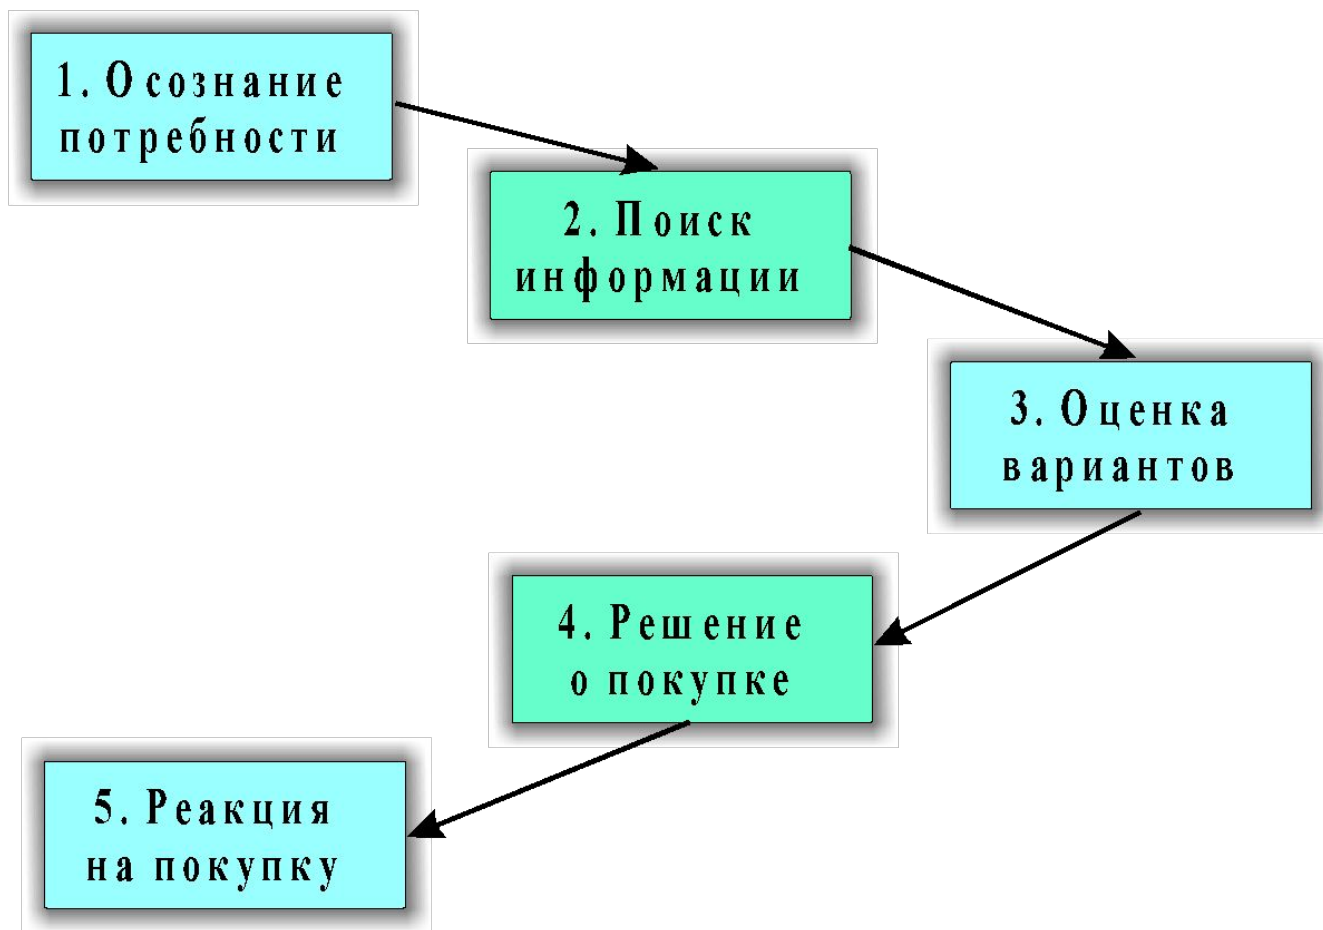 1. Осознание
потребности
2. Поиск
информации
3. Оценка
вариантов
4. Решение
о покупке
5. Реакция
на покупку